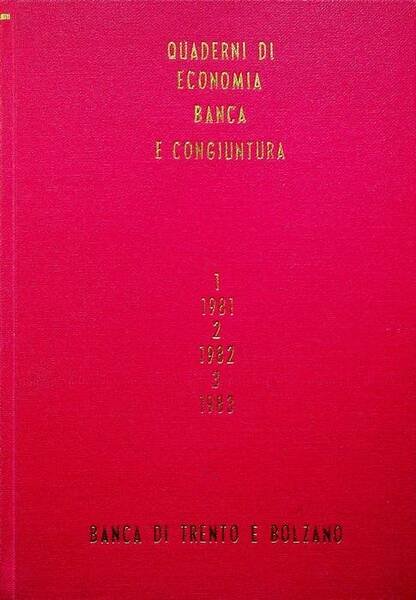 QUADERNI DI
ECONOMIA
BANCA
E CONGIUNTURA
1
1981
2
1982
3
1983
BANCA DI TRENTO E BOLZANO